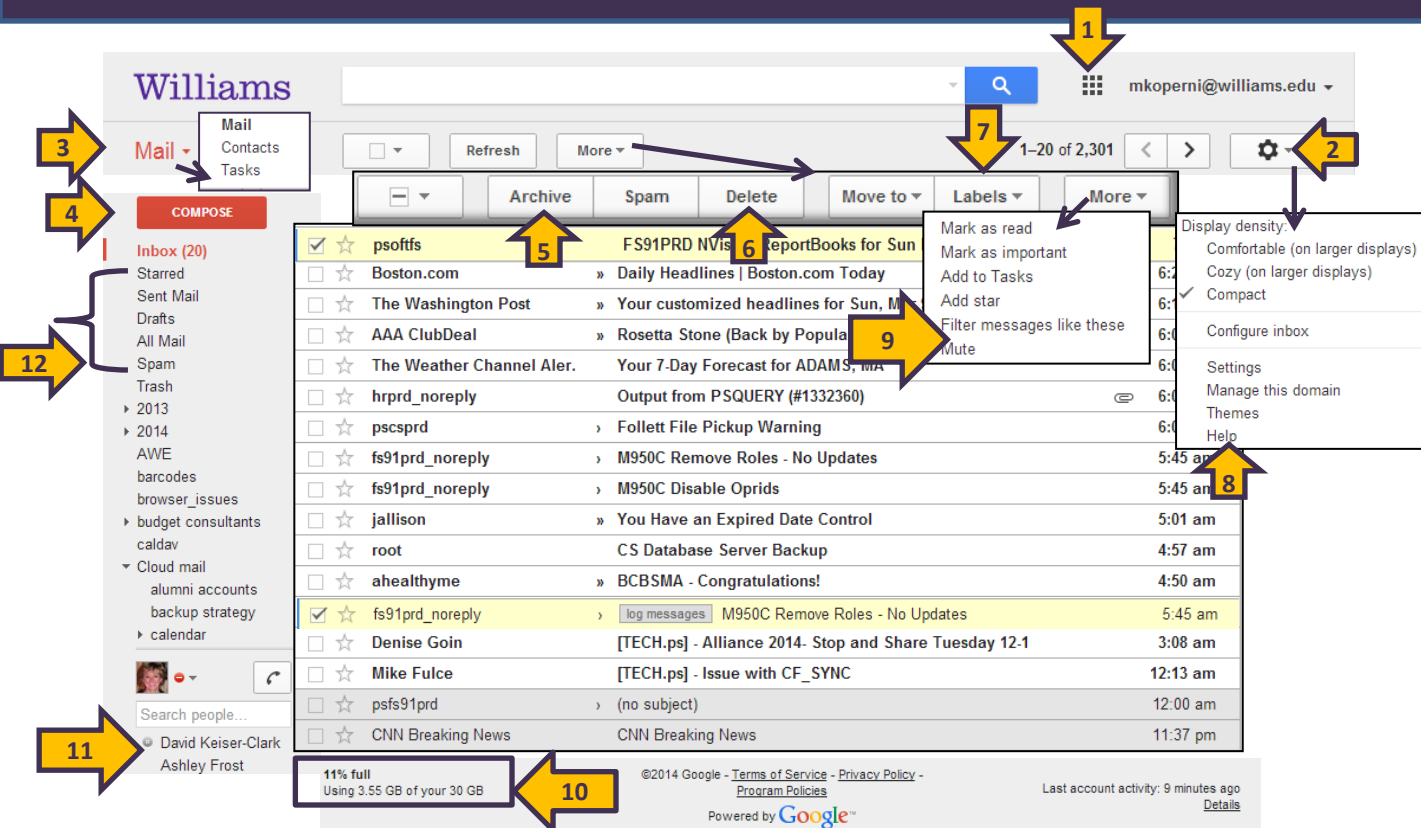 1
Williams
mkoperni@williams.edu
3
Mail
Mail
Contacts
Tasks
Refresh
More
7
1–20 of 2,301
2
4
COMPOSE
Archive
Spam
Delete
Move to
Labels
More
5
6
Inbox (20)
Starred
Sent Mail
Drafts
All Mail
Spam
Trash
2013
2014
AWE
barcodes
browser_issues
budget consultants
caldav
Cloud mail
alumni accounts
backup strategy
calendar
12
psoftfs FS91PRD ReportBooks for Sun
Boston.com » Daily Headlines | Boston.com Today
The Washington Post » Your customized headlines for Sun,
AAA ClubDeal » Rosetta Stone (Back by
The Weather Channel Aler. Your 7-Day Forecast for ADAMS, MA
hrprd_noreply Output from PSQUERY (#1332360)
pscsprd › Follett File Pickup Warning
fs91prd_noreply › M950C Remove Roles - No Updates 5:45 am
fs91prd_noreply › M950C Disable Oprids 5:45 am
jallison » You Have an Expired Date Control 5:01 am
root CS Database Server Backup 4:57 am
ahealthyme » BCBSMA - Congratulations! 4:50 am
fs91prd_noreply › log messages M950C Remove Roles - No Updates 5:45 am
Denise Goin [TECH.ps] - Alliance 2014- Stop and Share Tuesday 12-1 3:08 am
Mike Fulce [TECH.ps] - Issue with CF_SYNC 12:13 am
psfs91prd › (no subject) 12:00 am
CNN Breaking News CNN Breaking News 11:37 pm
Mark as read
Mark as important
Add to Tasks
Add star
Filter messages like these
Mute
9
Display density:
Comfortable (on larger displays)
Cozy (on larger displays)
Compact
Configure inbox
Settings
Manage this domain
Themes
Help
8
Search people...
David Keiser-Clark
Ashley Frost
11
11% full
Using 3.55 GB of your 30 GB
10
©2014 Google - Terms of Service - Privacy Policy -
Program Policies
Powered by Google™
Last account activity: 9 minutes ago
Details